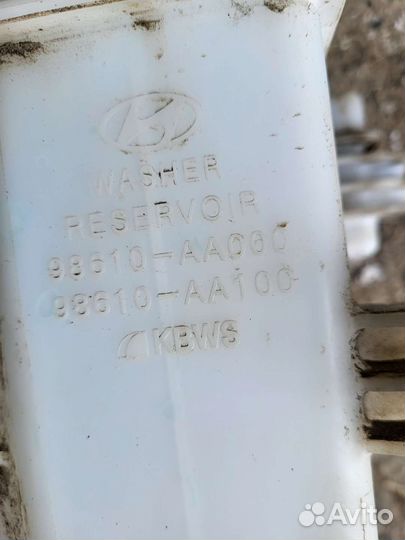 WASHER
RESERVOIR
98610-AA060
98610-AA100
KBWS
Avito